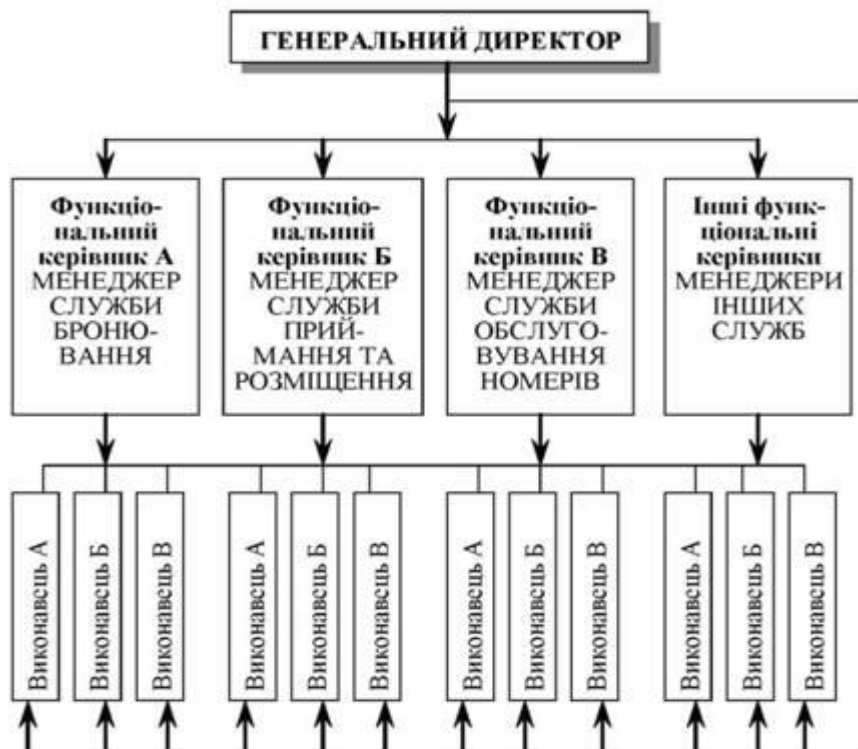 ГЕНЕРАЛЬНИЙ ДИРЕКТОР
Функціо-
нальний
керівник А
МЕНЕДЖЕР
СЛУЖБИ
БРОНЮ-
ВАННЯ
Функціо-
нальний
керівник Б
МЕНЕДЖЕР
СЛУЖБИ
ПРИЙ-
МАННЯ ТА
РОЗМІЩЕННЯ
Функціо-
нальний
керівник В
МЕНЕДЖЕР
СЛУЖБИ
ОБСЛУГО-
ВУВАННЯ
НОМЕРІВ
Інші функ-
ціональні
керівники
МЕНЕДЖЕРИ
ІНШИХ
СЛУЖБ
Виконавець А
Виконавець Б
Виконавець В
Виконавець А
Виконавець Б
Виконавець В
Виконавець А
Виконавець Б
Виконавець В
Виконавець А
Виконавець Б
Виконавець В